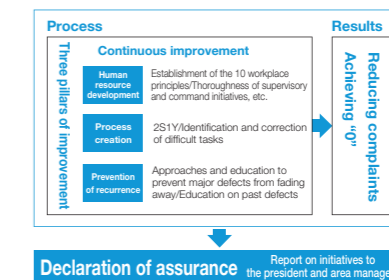 Process
Three pillars of improvement
Continuous improvement
Human
resource
development
Establishment of the 10 workplace
principles/Thoroughness of supervisory
and command initiatives, etc.
Process
creation
2S1Y/Identification and correction
of difficult tasks
Prevention
of recurrence
Approaches and education to
prevent major defects from fading
away/Education on past defects
Results
Reducing complaints
Achieving "0"
Declaration of assurance
Report on initiatives to
the president and area